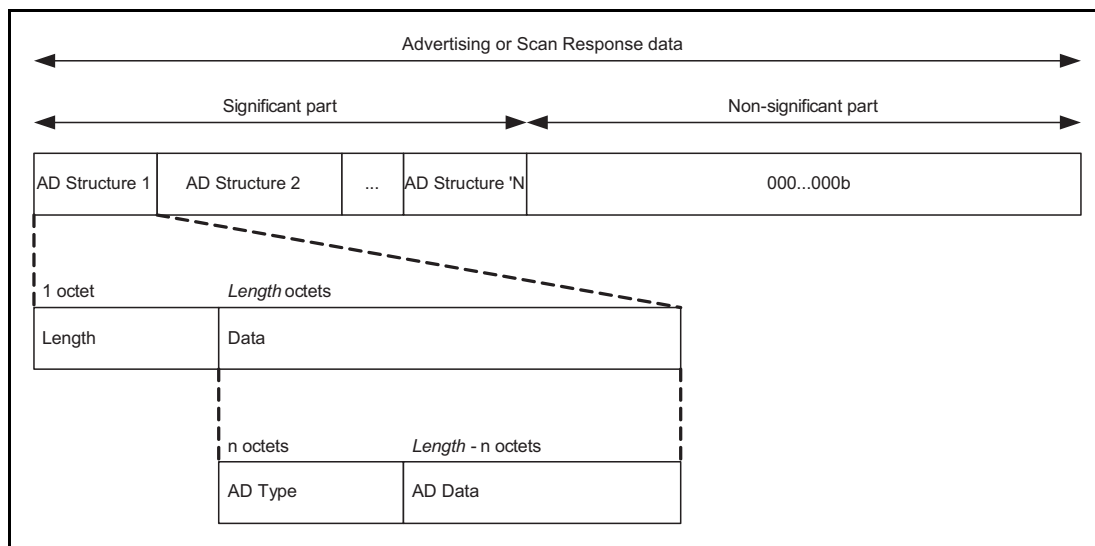 Advertising or Scan Response data
Significant part Non-significant part
AD Structure 1 AD Structure 2 ... AD Structure 'N 000...000b
1 octet Length octets
Length Data
n octets Length - n octets
AD Type AD Data